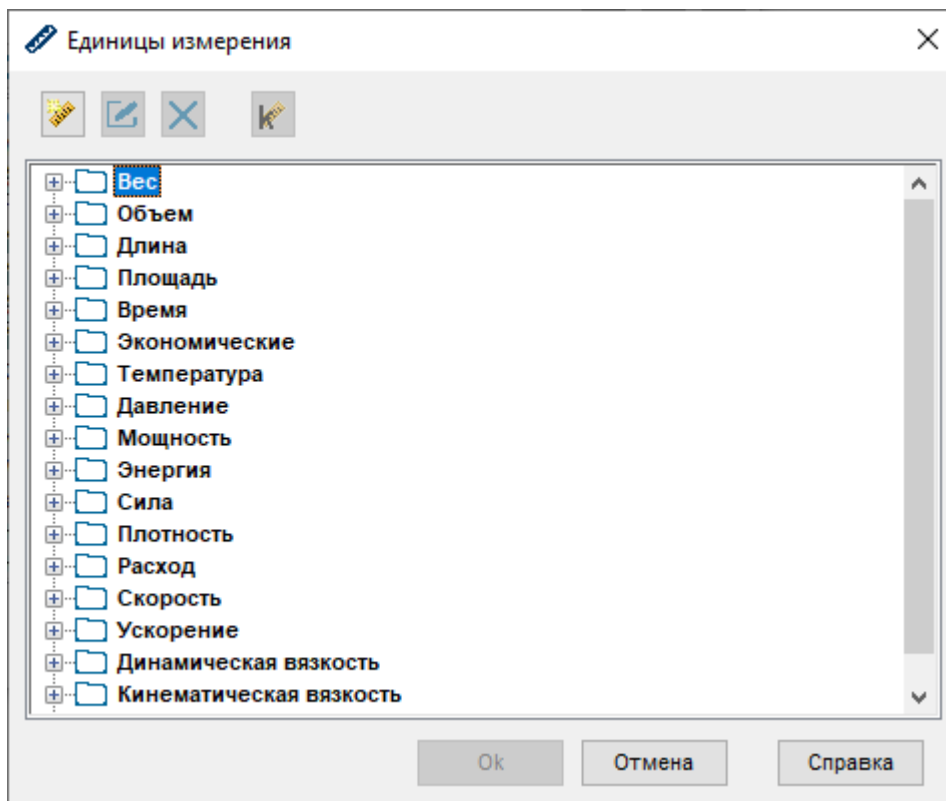 Единицы измерения
Вес
Объем
Длина
Площадь
Время
Экономические
Температура
Давление
Мощность
Энергия
Сила
Плотность
Расход
Скорость
Ускорение
Динамическая вязкость
Кинематическая вязкость
Ok Отмена Справка